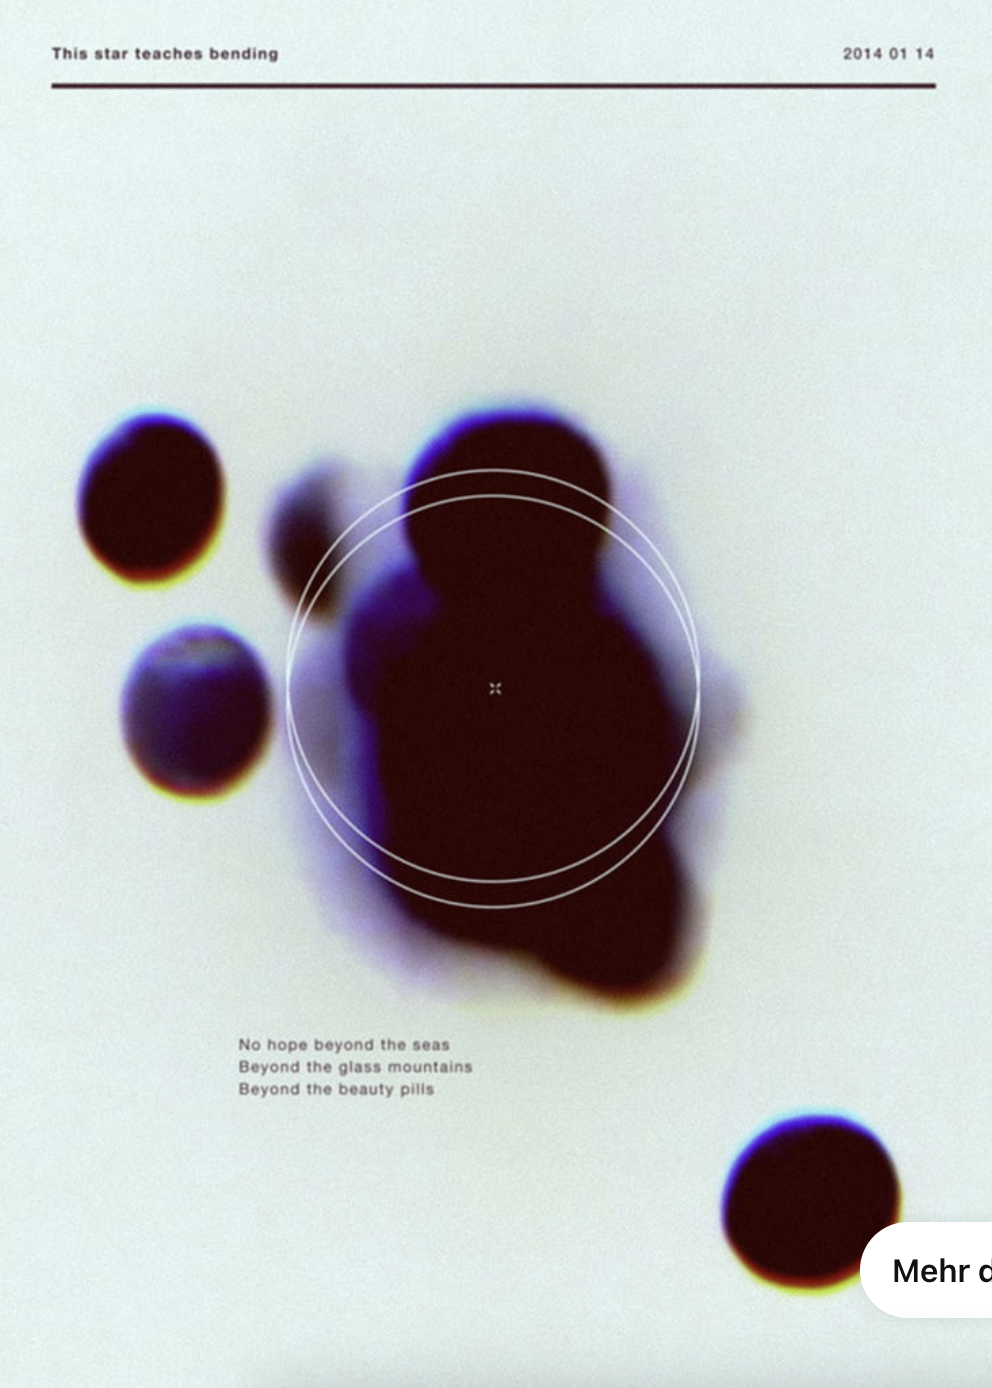 This star teaches bending
2014 01 14
No hope beyond the seas
Beyond the glass mountains
Beyond the beauty pills
Mehr d